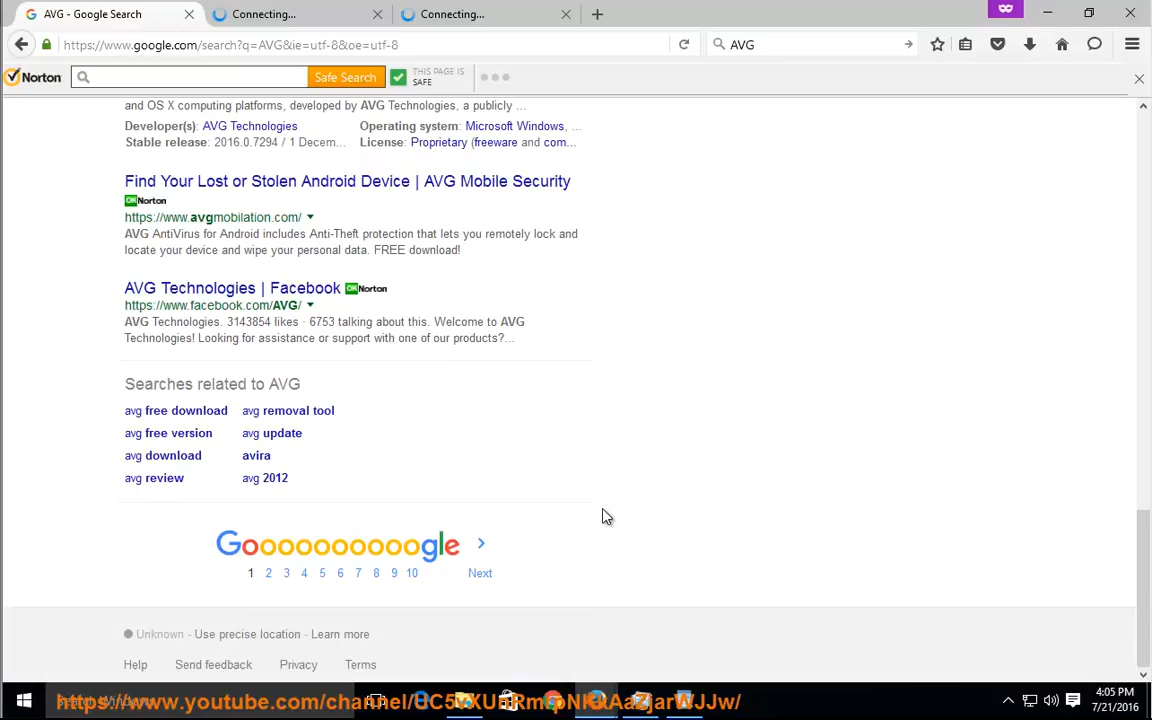 AVG - Google Search
Connecting...
Connecting...
https://www.google.com/search?q=AVG&ie=utf-8&oe=utf-8
AVG
Norton
Safe Search
THIS PAGE IS
SAFE
and OS X computing platforms, developed by AVG Technologies, a publicly ...
Developer(s): AVG Technologies Operating system: Microsoft Windows, ...
Stable release: 2016.0.7294 / 1 Decem... License: Proprietary (freeware and com...
Find Your Lost or Stolen Android Device | AVG Mobile Security
OK Norton
https://www.avgmobilation.com/
AVG AntiVirus for Android includes Anti-Theft protection that lets you remotely lock and
locate your device and wipe your personal data. FREE download!
AVG Technologies | Facebook OK Norton
https://www.facebook.com/AVG/
AVG Technologies. 3143854 likes · 6753 talking about this. Welcome to AVG
Technologies! Looking for assistance or support with one of our products?...
Searches related to AVG
avg free download avg removal tool
avg free version avg update
avg download avira
avg review avg 2012
Goooooooooogle
1 2 3 4 5 6 7 8 9 10 Next
Unknown - Use precise location - Learn more
Help Send feedback Privacy Terms
4:05 PM
7/21/2016